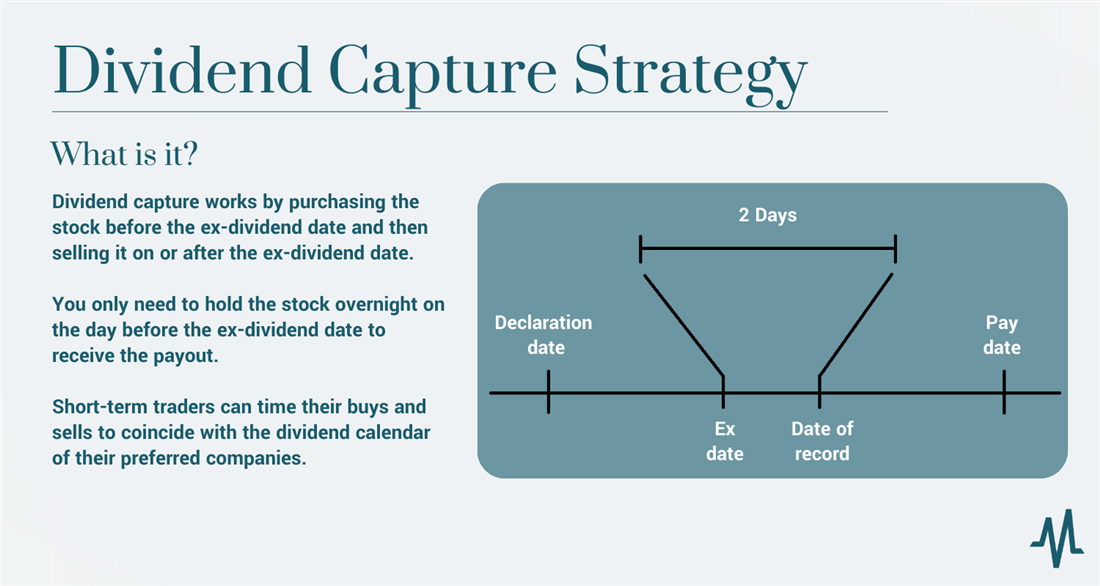 Dividend Capture Strategy
What is it?
Dividend capture works by purchasing the
stock before the ex-dividend date and then
selling it on or after the ex-dividend date.
You only need to hold the stock overnight on
the day before the ex-dividend date to
receive the payout.
Short-term traders can time their buys and
sells to coincide with the dividend calendar
of their preferred companies.
2 Days
Declaration
date
Pay
date
Ex
date
Date of
record